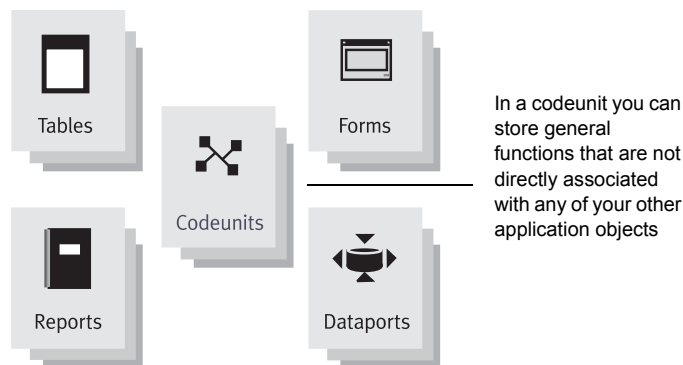 Tables
Forms
Codeunits
Reports
Dataports
In a codeunit you can
store general
functions that are not
directly associated
with any of your other
application objects